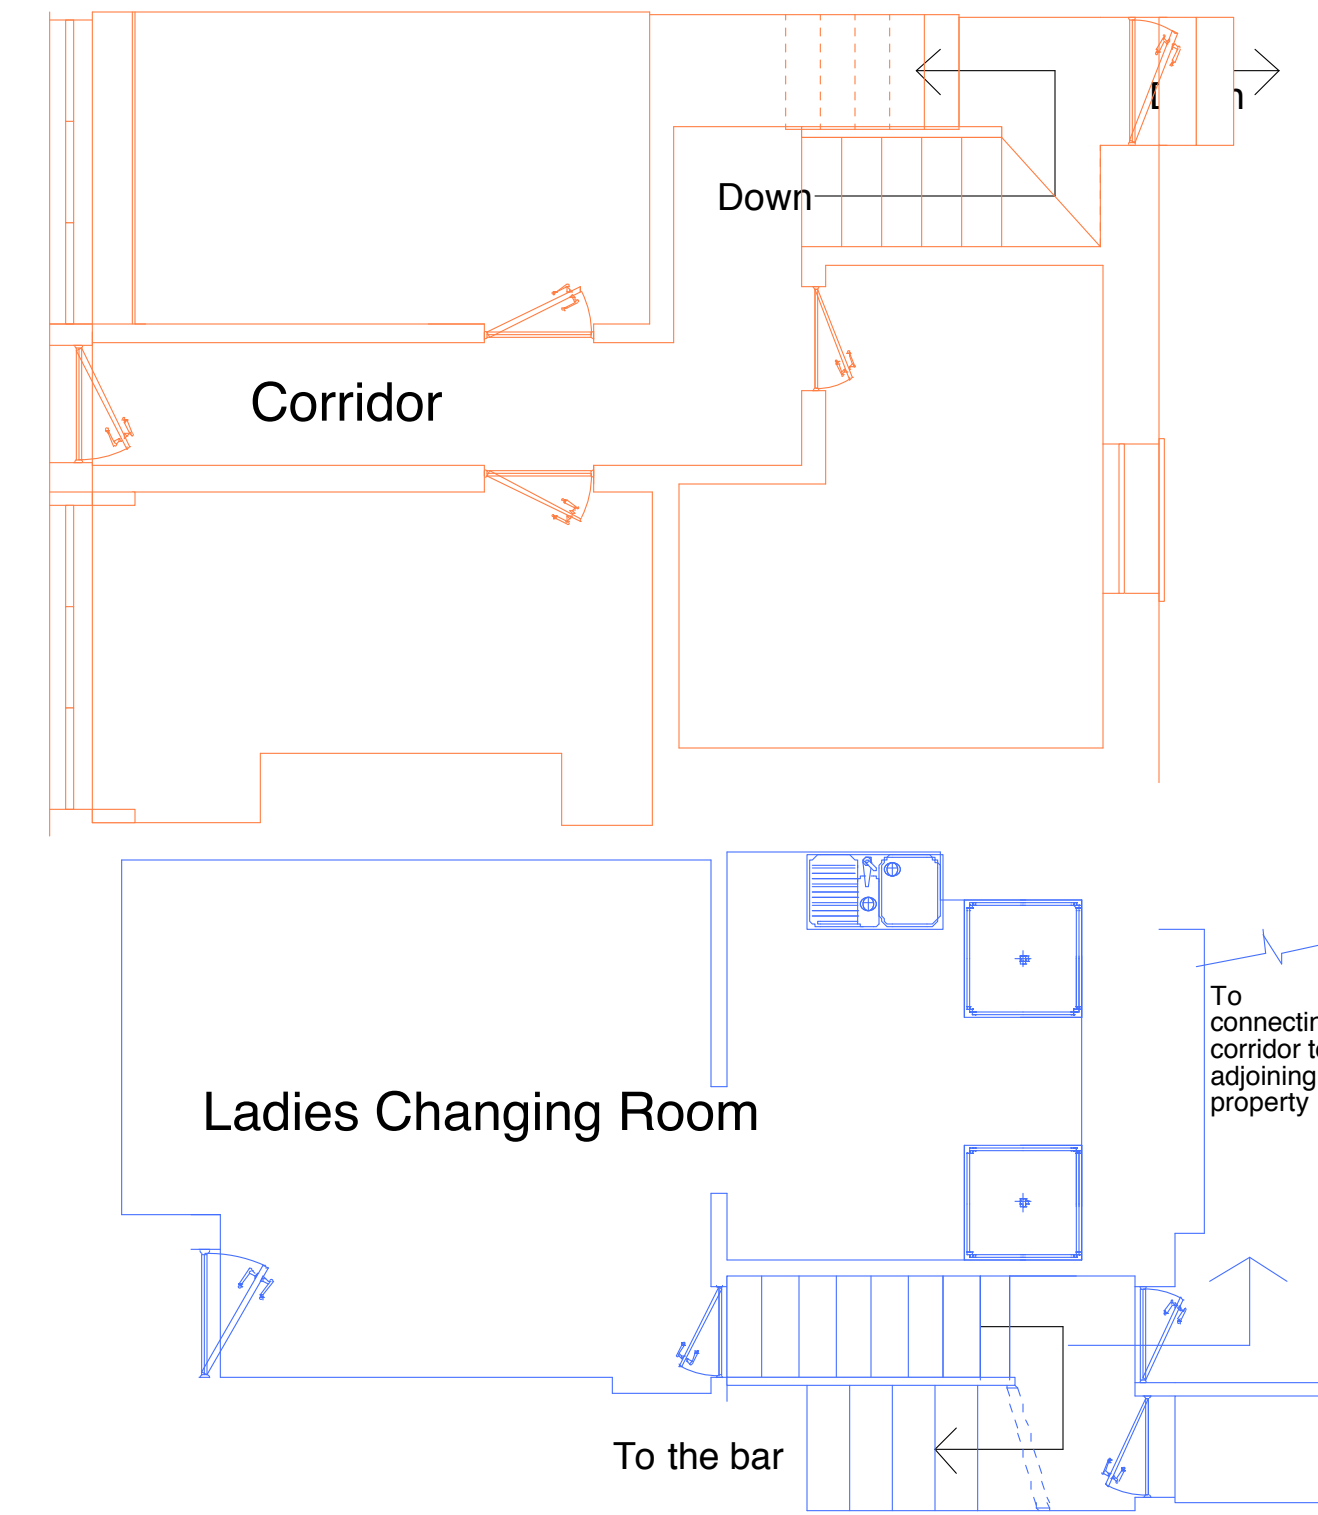 Down
Corridor
To
adjoining
property
Ladies Changing Room
To the bar